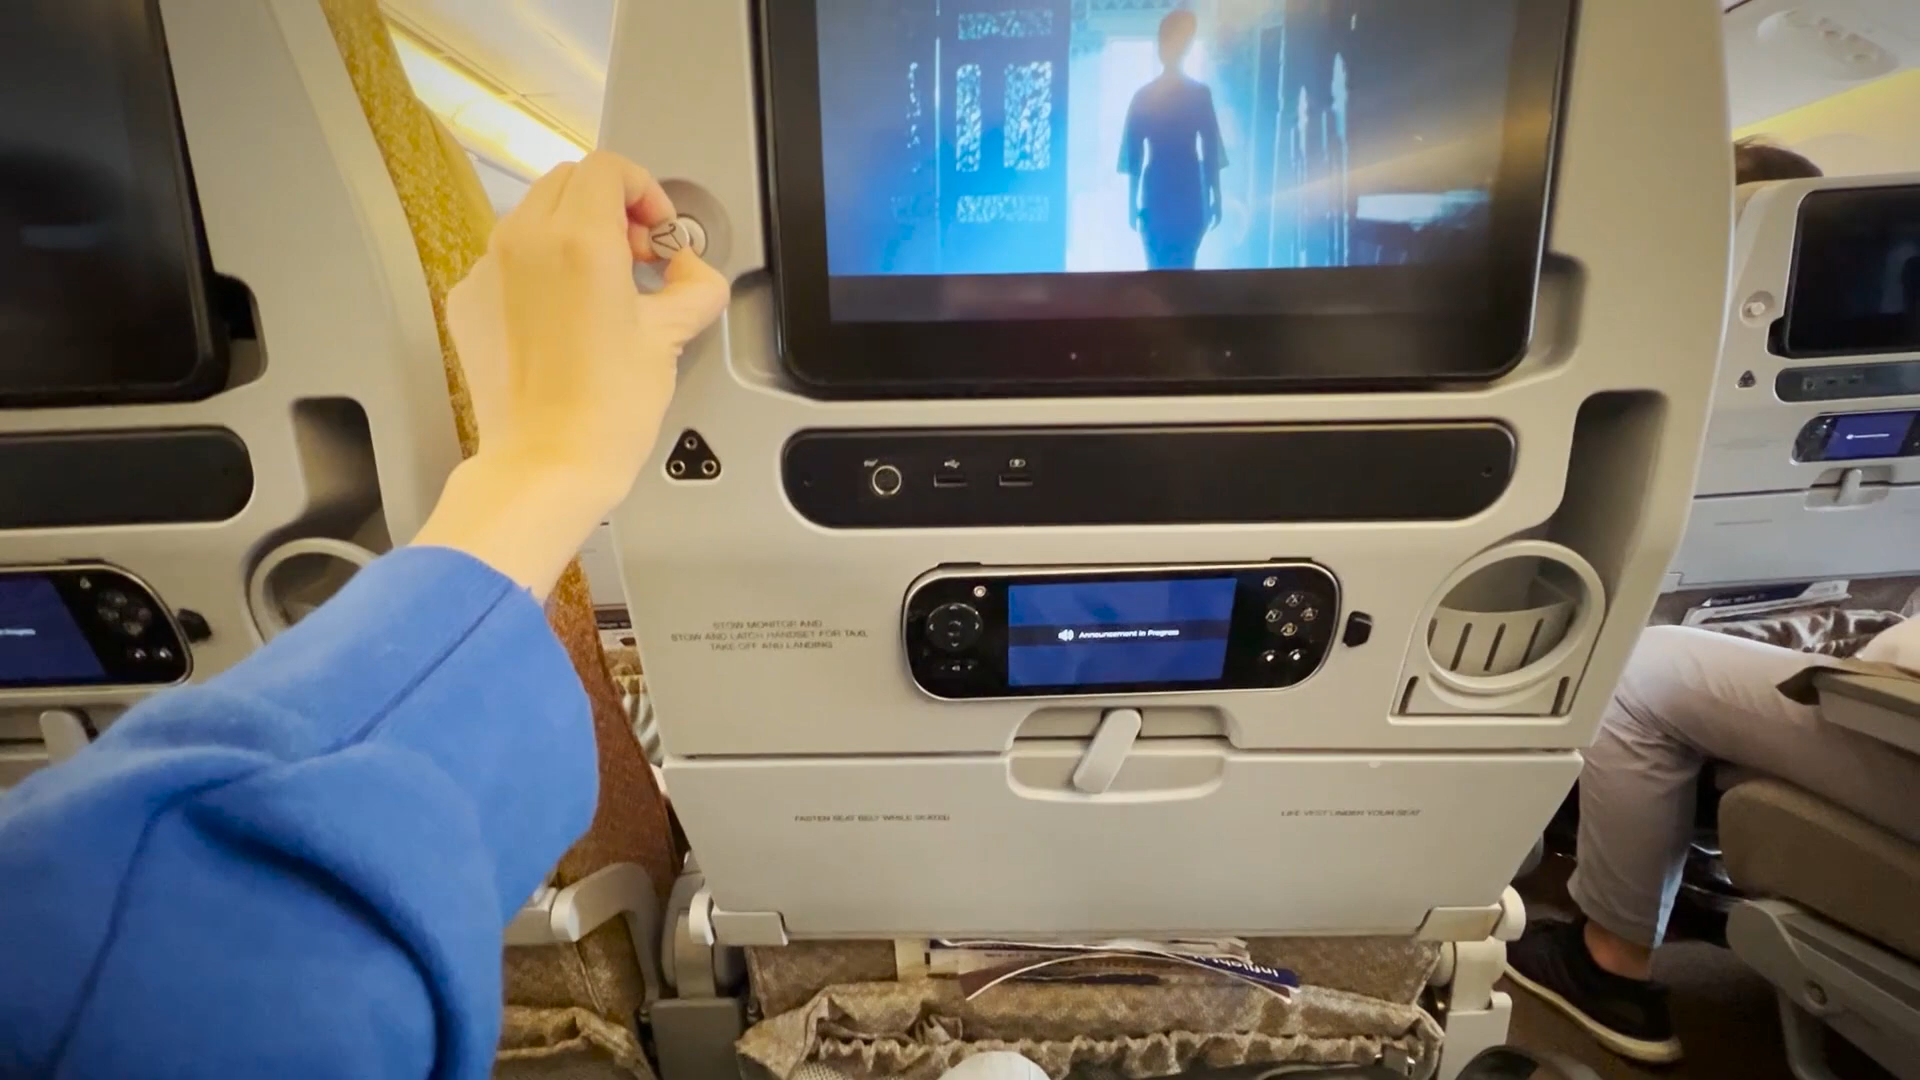 STOW MONITOR AND
STOW AND LATCH HANDSET FOR TAXI,
TAKE-OFF AND LANDING
Announcement in Progress
FASTEN SEAT BELT WHILE SEATED
LIFE VEST UNDER YOUR SEAT